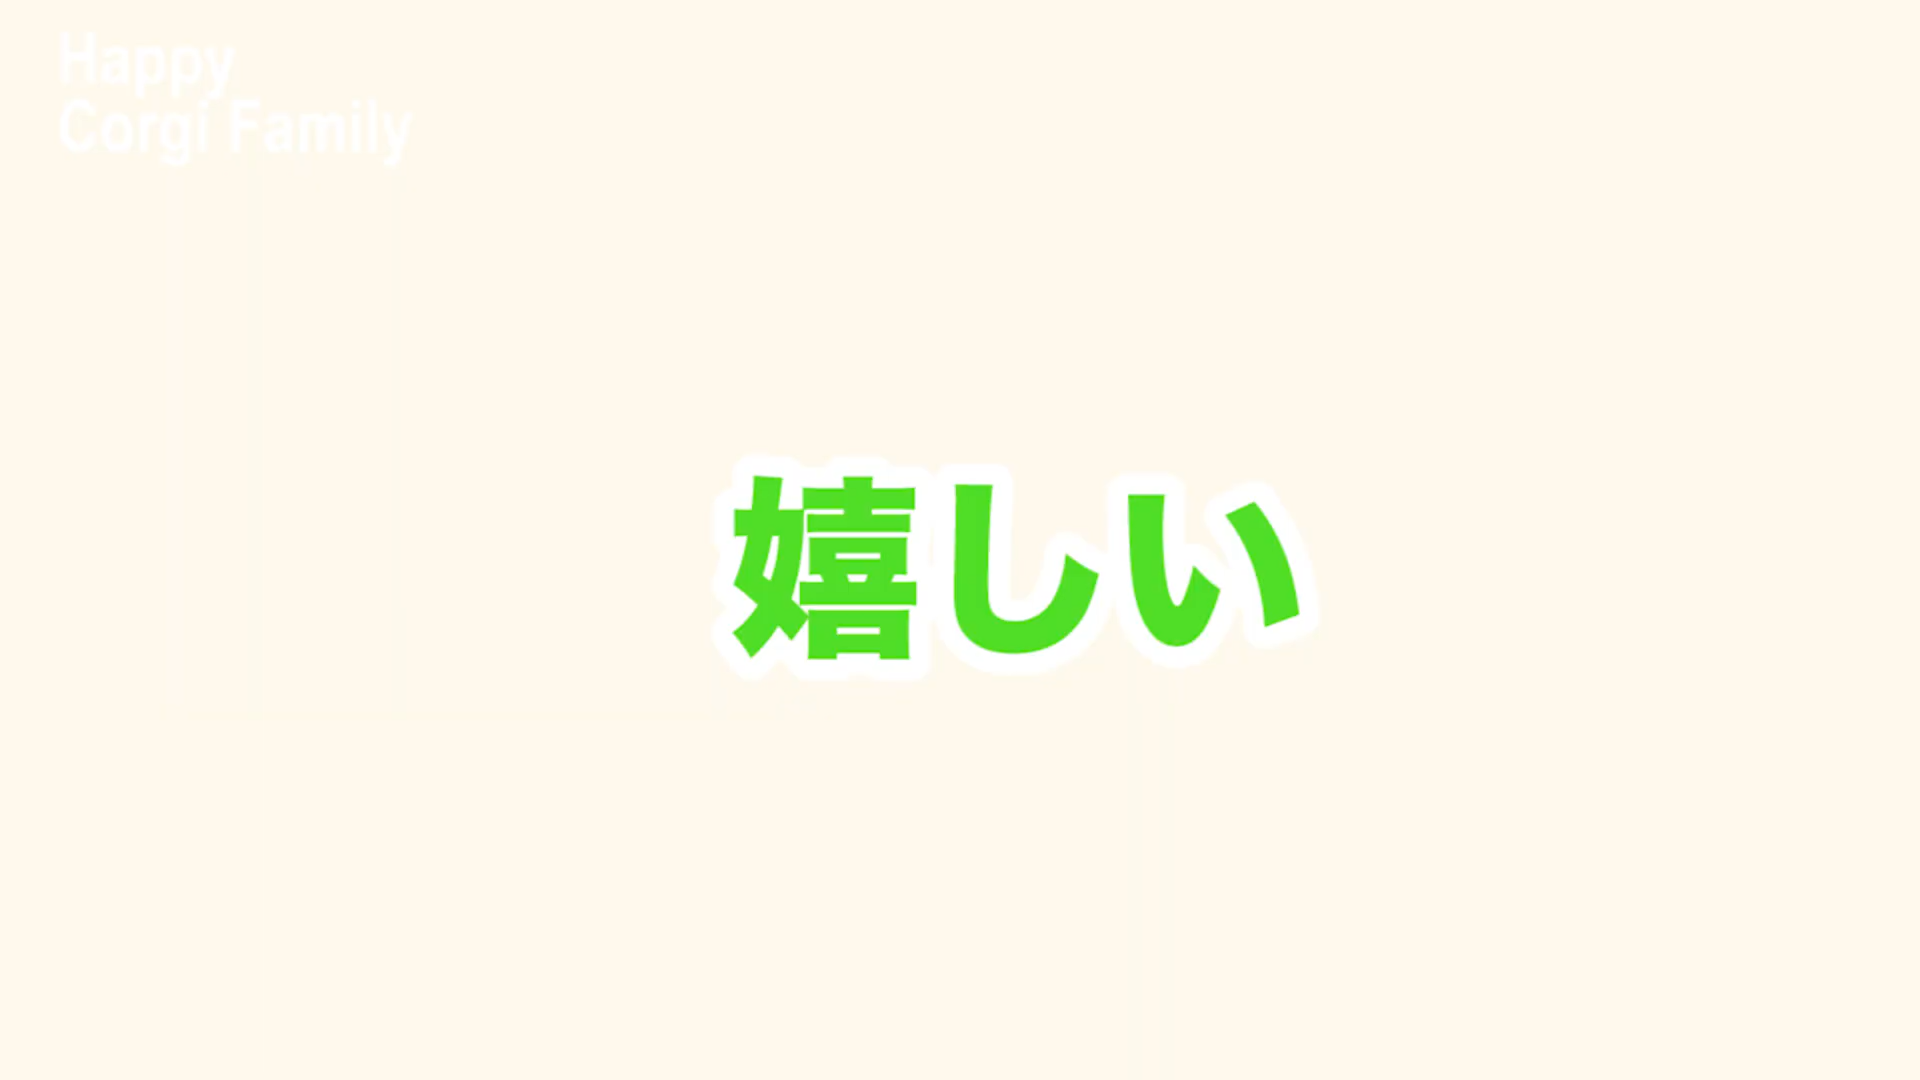 Happy
Corgi Family
嬉しい